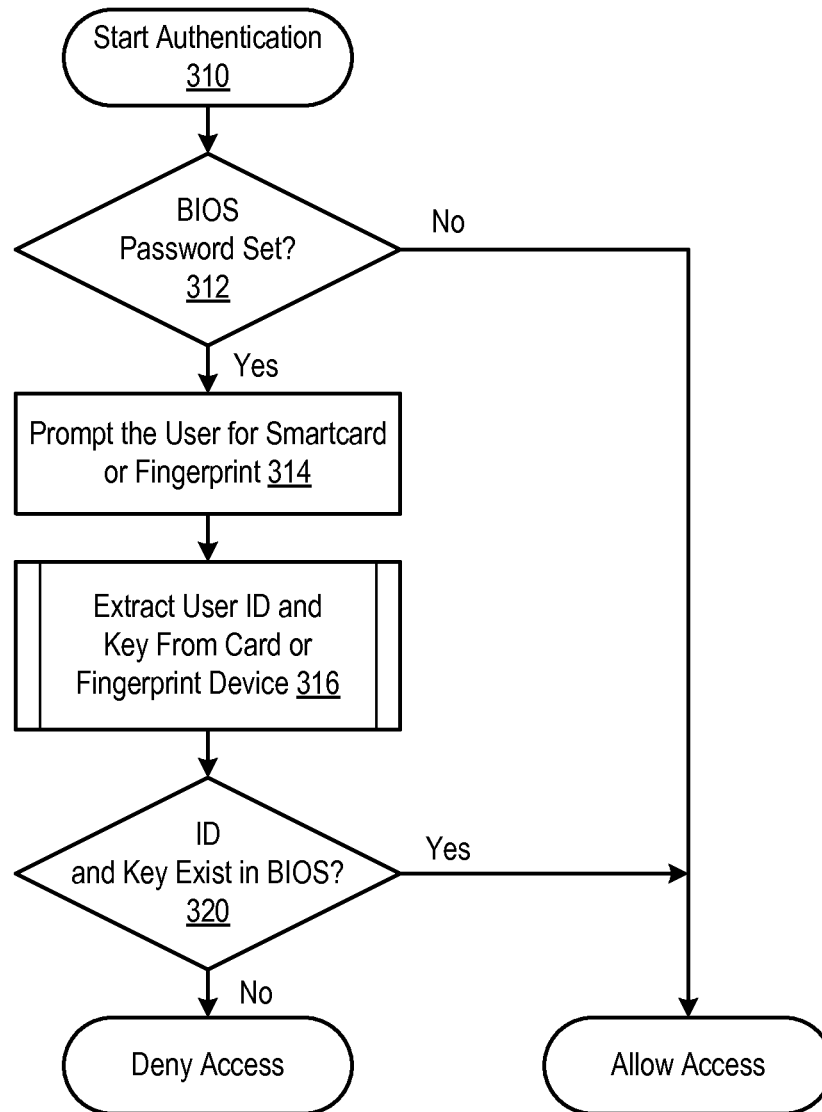 Start Authentication
310
BIOS
Password Set?
312
No
Yes
Prompt the User for Smartcard
or Fingerprint 314
Extract User ID and
Key From Card or
Fingerprint Device 316
ID
and Key Exist in BIOS?
320
Yes
No
Deny Access
Allow Access